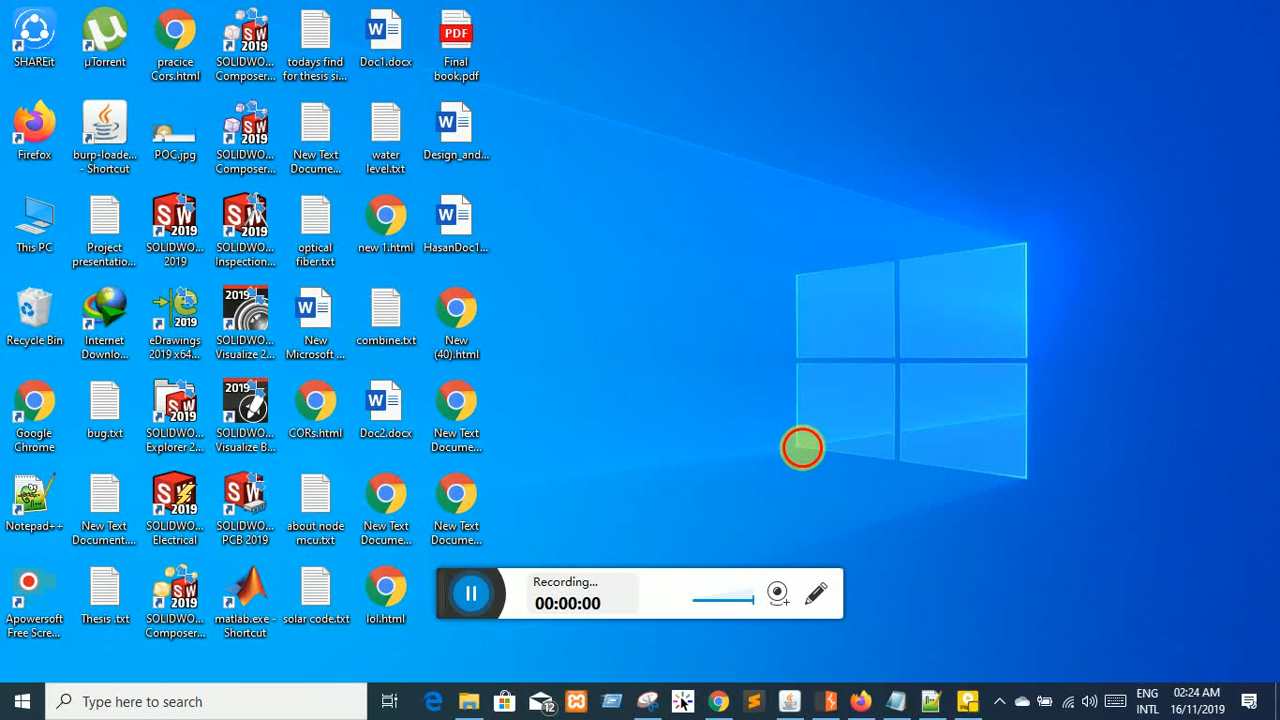 SHAREit
µTorrent
pracice
Cors.html
SOLIDWO...
Composer...
todays find
for thesis si...
Doc1.docx
PDF
Final
book.pdf
Firefox
burp-loade...
- Shortcut
POC.jpg
SOLIDWO...
Composer...
New Text
Docume...
water
level.txt
Design_and...
This PC
Project
presentatio...
SOLIDWO...
2019
SOLIDWO...
Inspection...
optical
fiber.txt
new 1.html
HasanDoc1...
Recycle Bin
Internet
Downlo...
eDrawings
2019 x64...
SOLIDWO...
Visualize 2...
New
Microsoft ...
combine.txt
New
(40).html
Google
Chrome
bug.txt
SOLIDWO...
Explorer 2...
SOLIDWO...
Visualize B...
CORs.html
Doc2.docx
New Text
Docume...
Notepad++
New Text
Document....
SOLIDWO...
Electrical
SOLIDWO...
PCB 2019
about node
mcu.txt
New Text
Docume...
New Text
Docume...
Apowersoft
Free Scre...
Thesis .txt
SOLIDWO...
Composer...
matlab.exe -
Shortcut
solar code.txt
lol.html
Recording...
00:00:00
Type here to search
12
ENG
INTL
02:24 AM
16/11/2019